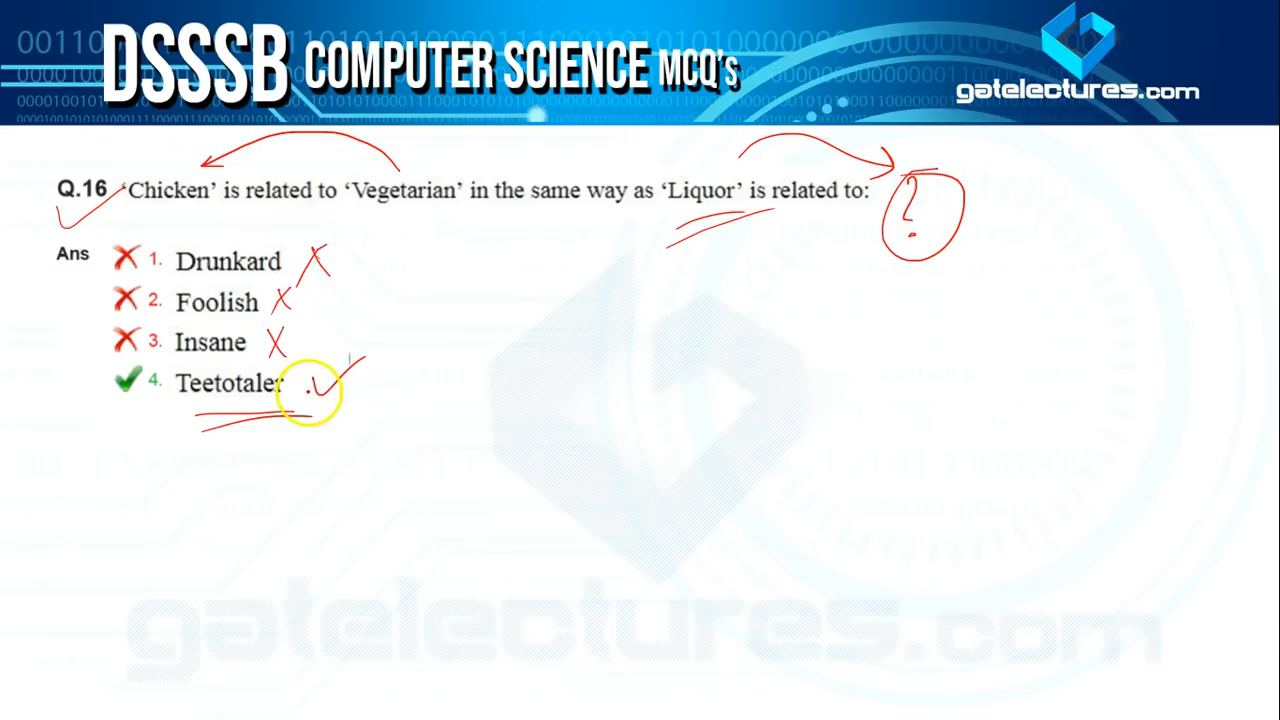 DSSSB COMPUTER SCIENCE MCQ's
gatelectures.com
Q.16 'Chicken' is related to 'Vegetarian' in the same way as 'Liquor' is related to: ?
Ans X 1. Drunkard X
X 2. Foolish X
X 3. Insane X
✓ 4. Teetotaler ✓
gatelectures.com